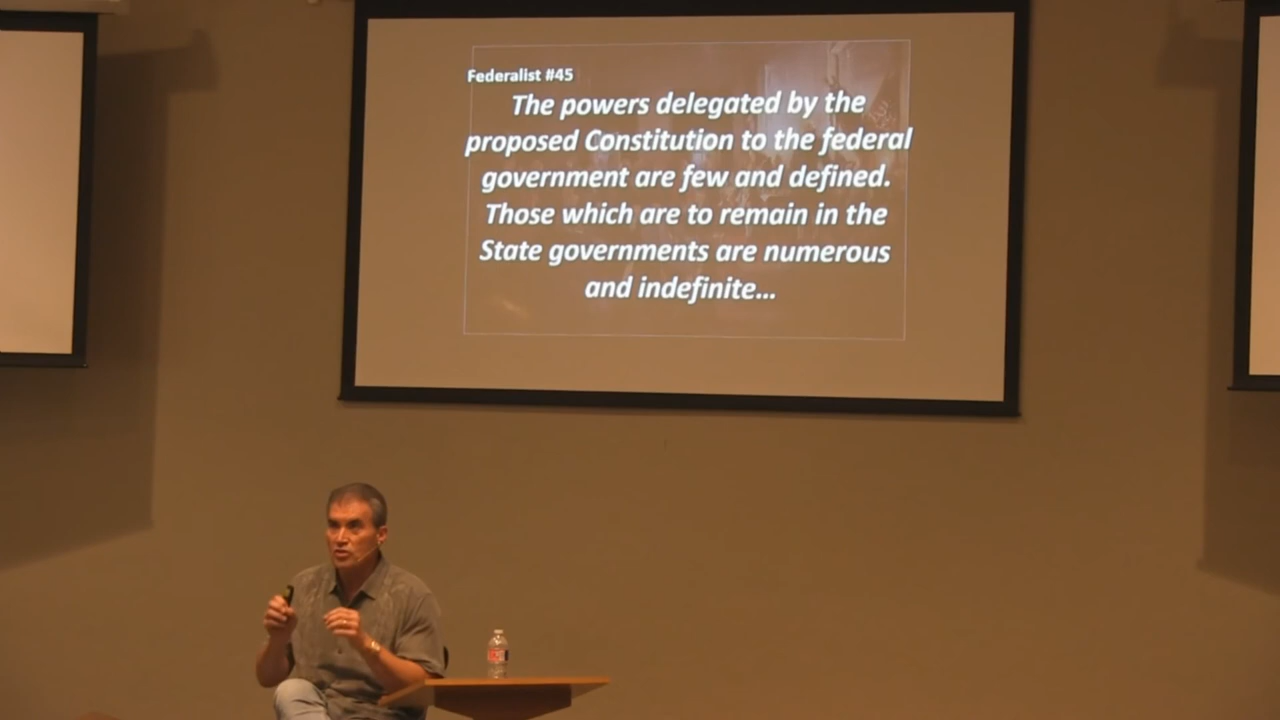 Federalist #45
The powers delegated by the
proposed Constitution to the federal
government are few and defined.
Those which are to remain in the
State governments are numerous
and indefinite...